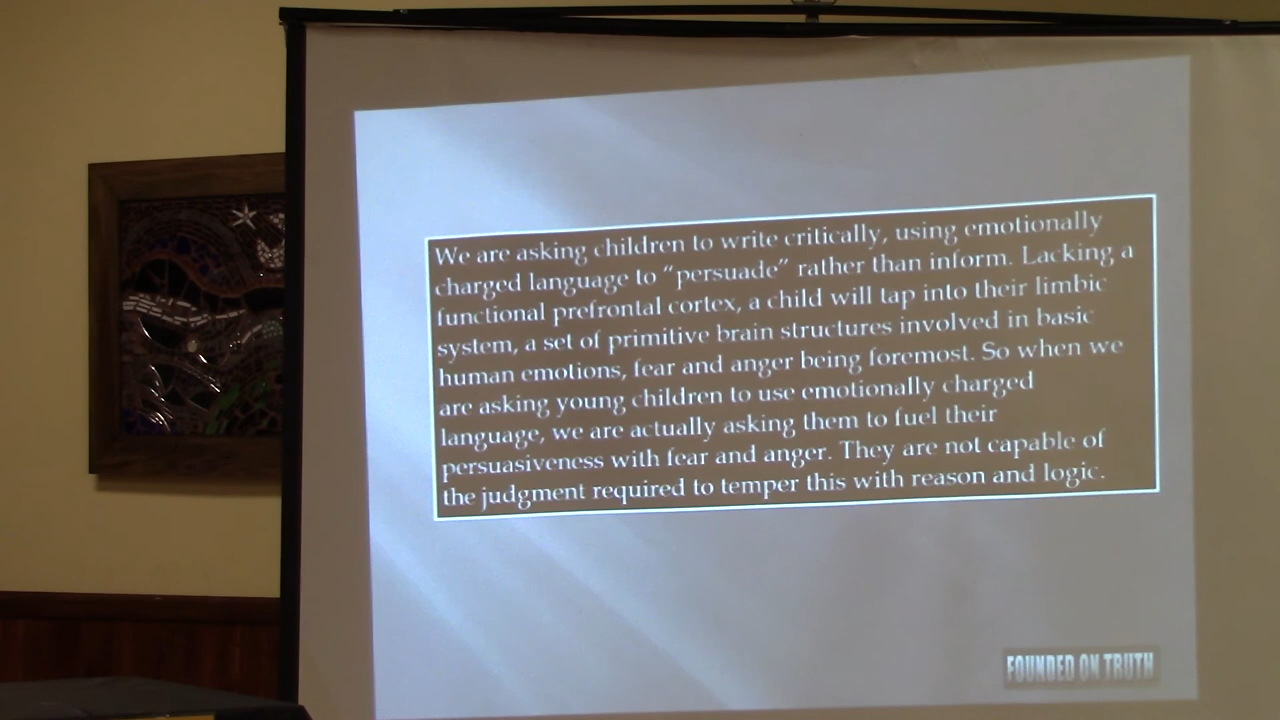 We are asking children to write critically, using emotionally
charged language to “persuade” rather than inform. Lacking a
functional prefrontal cortex, a child will tap into their limbic
system, a set of primitive brain structures involved in basic
human emotions, fear and anger being foremost. So when we
are asking young children to use emotionally charged
language, we are actually asking them to fuel their
persuasiveness with fear and anger. They are not capable of
the judgment required to temper this with reason and logic.
FOUNDED ON TRUTH